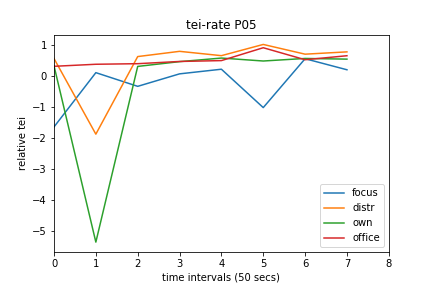 tei-rate P05
relative tei
1
0
−1
−2
−3
−4
−5
0 1 2 3 4 5 6 7 8
time intervals (50 secs)
focus
distr
own
office